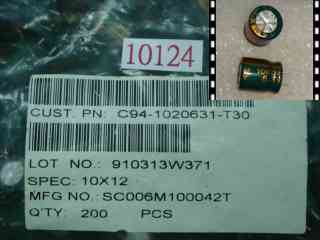 10124
CUST. PN: C94-1020631-T30
LOT NO.: 910313W371
SPEC: 10X12
MFG NO.: SC006M100042T
Q'TY: 200 PCS